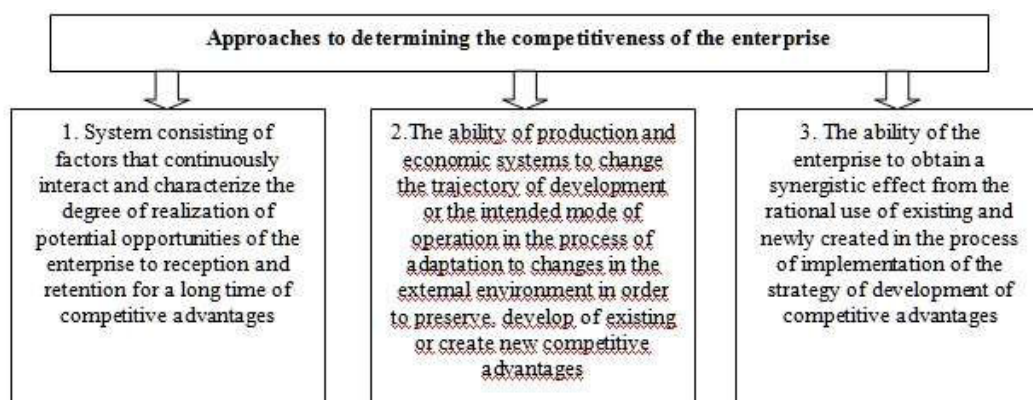 Approaches to determining the competitiveness of the enterprise
1. System consisting of
factors that continuously
interact and characterize the
degree of realization of
potential opportunities of the
enterprise to reception and
retention for a long time of
competitive advantages
2.The ability of production and
economic systems to change
the trajectory of development
or the intended mode of
operation in the process of
adaptation to changes in the
external environment in order
to preserve, develop of existing
or create new competitive
advantages
3. The ability of the
enterprise to obtain a
synergistic effect from the
rational use of existing and
newly created in the process
of implementation of the
strategy of development of
competitive advantages